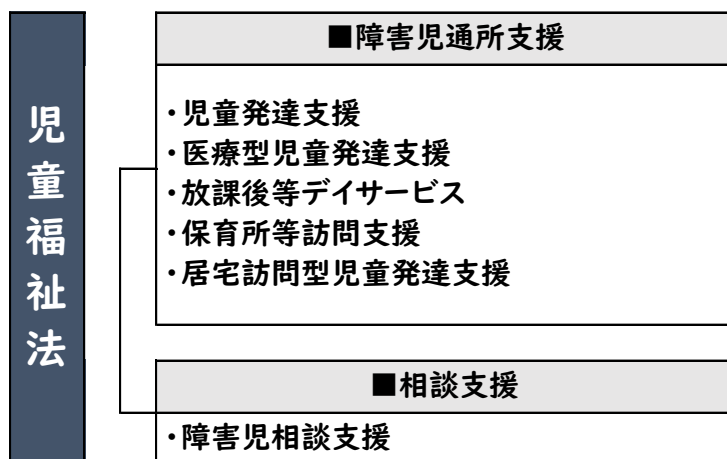 児童福祉法
■障害児通所支援
・児童発達支援
・医療型児童発達支援
・放課後等デイサービス
・保育所等訪問支援
・居宅訪問型児童発達支援
■相談支援
・障害児相談支援